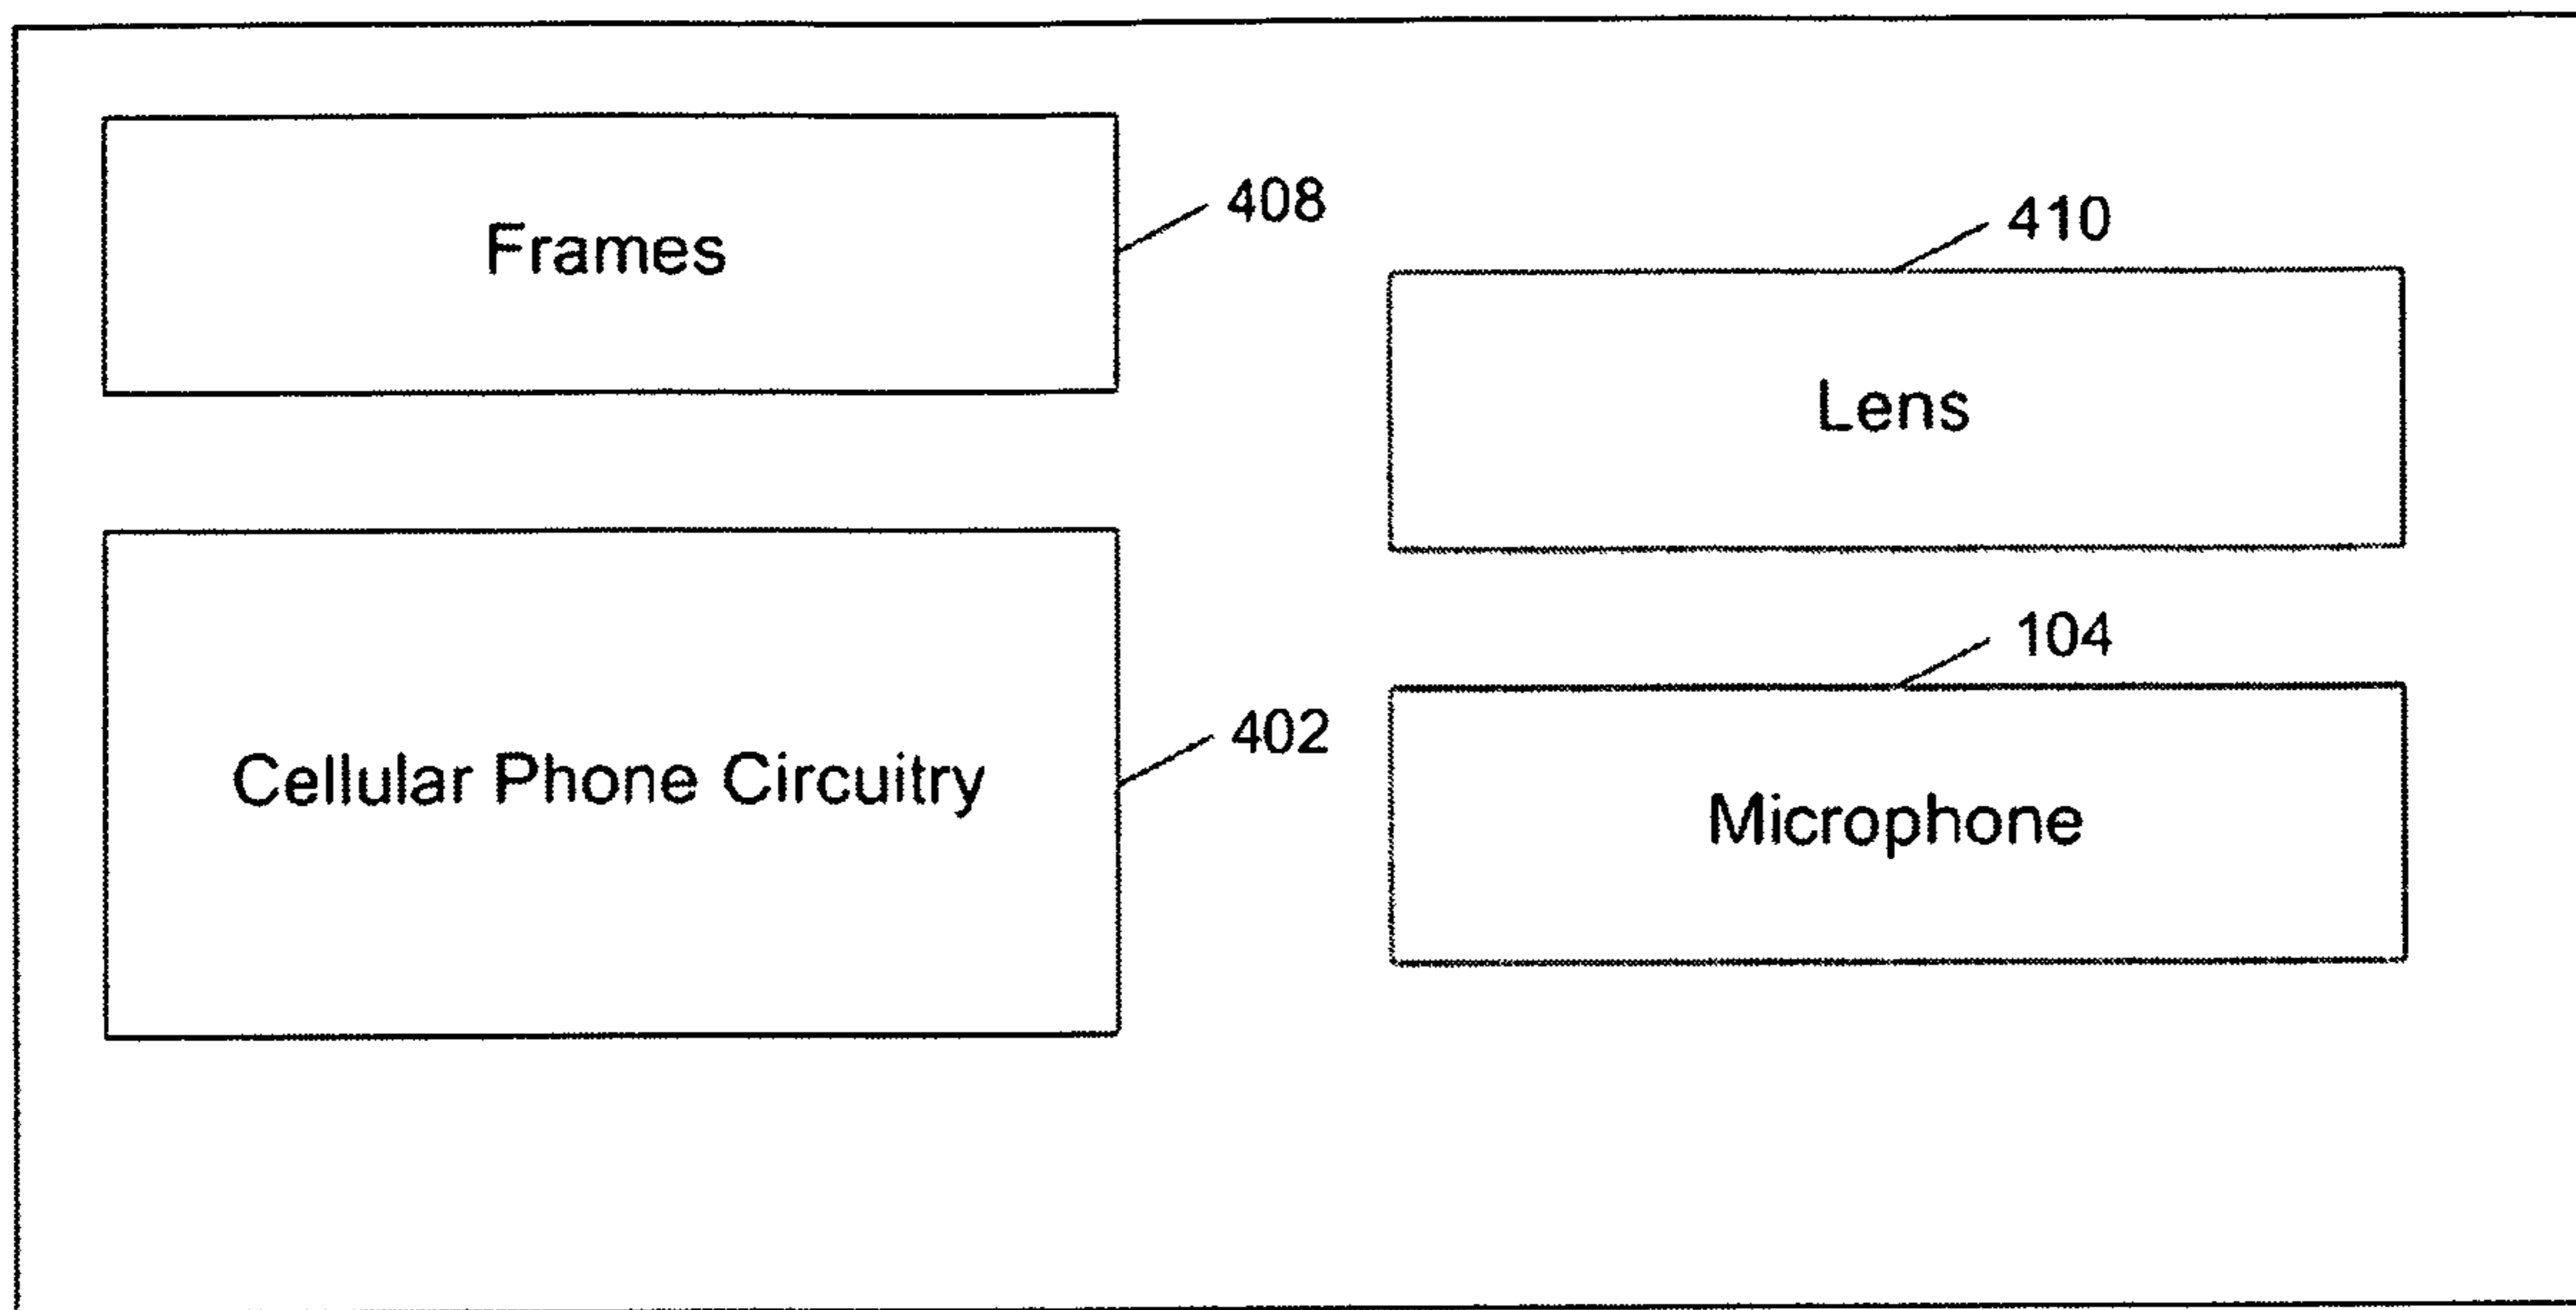 Frames
408
410
Lens
Cellular Phone Circuitry
402
104
Microphone